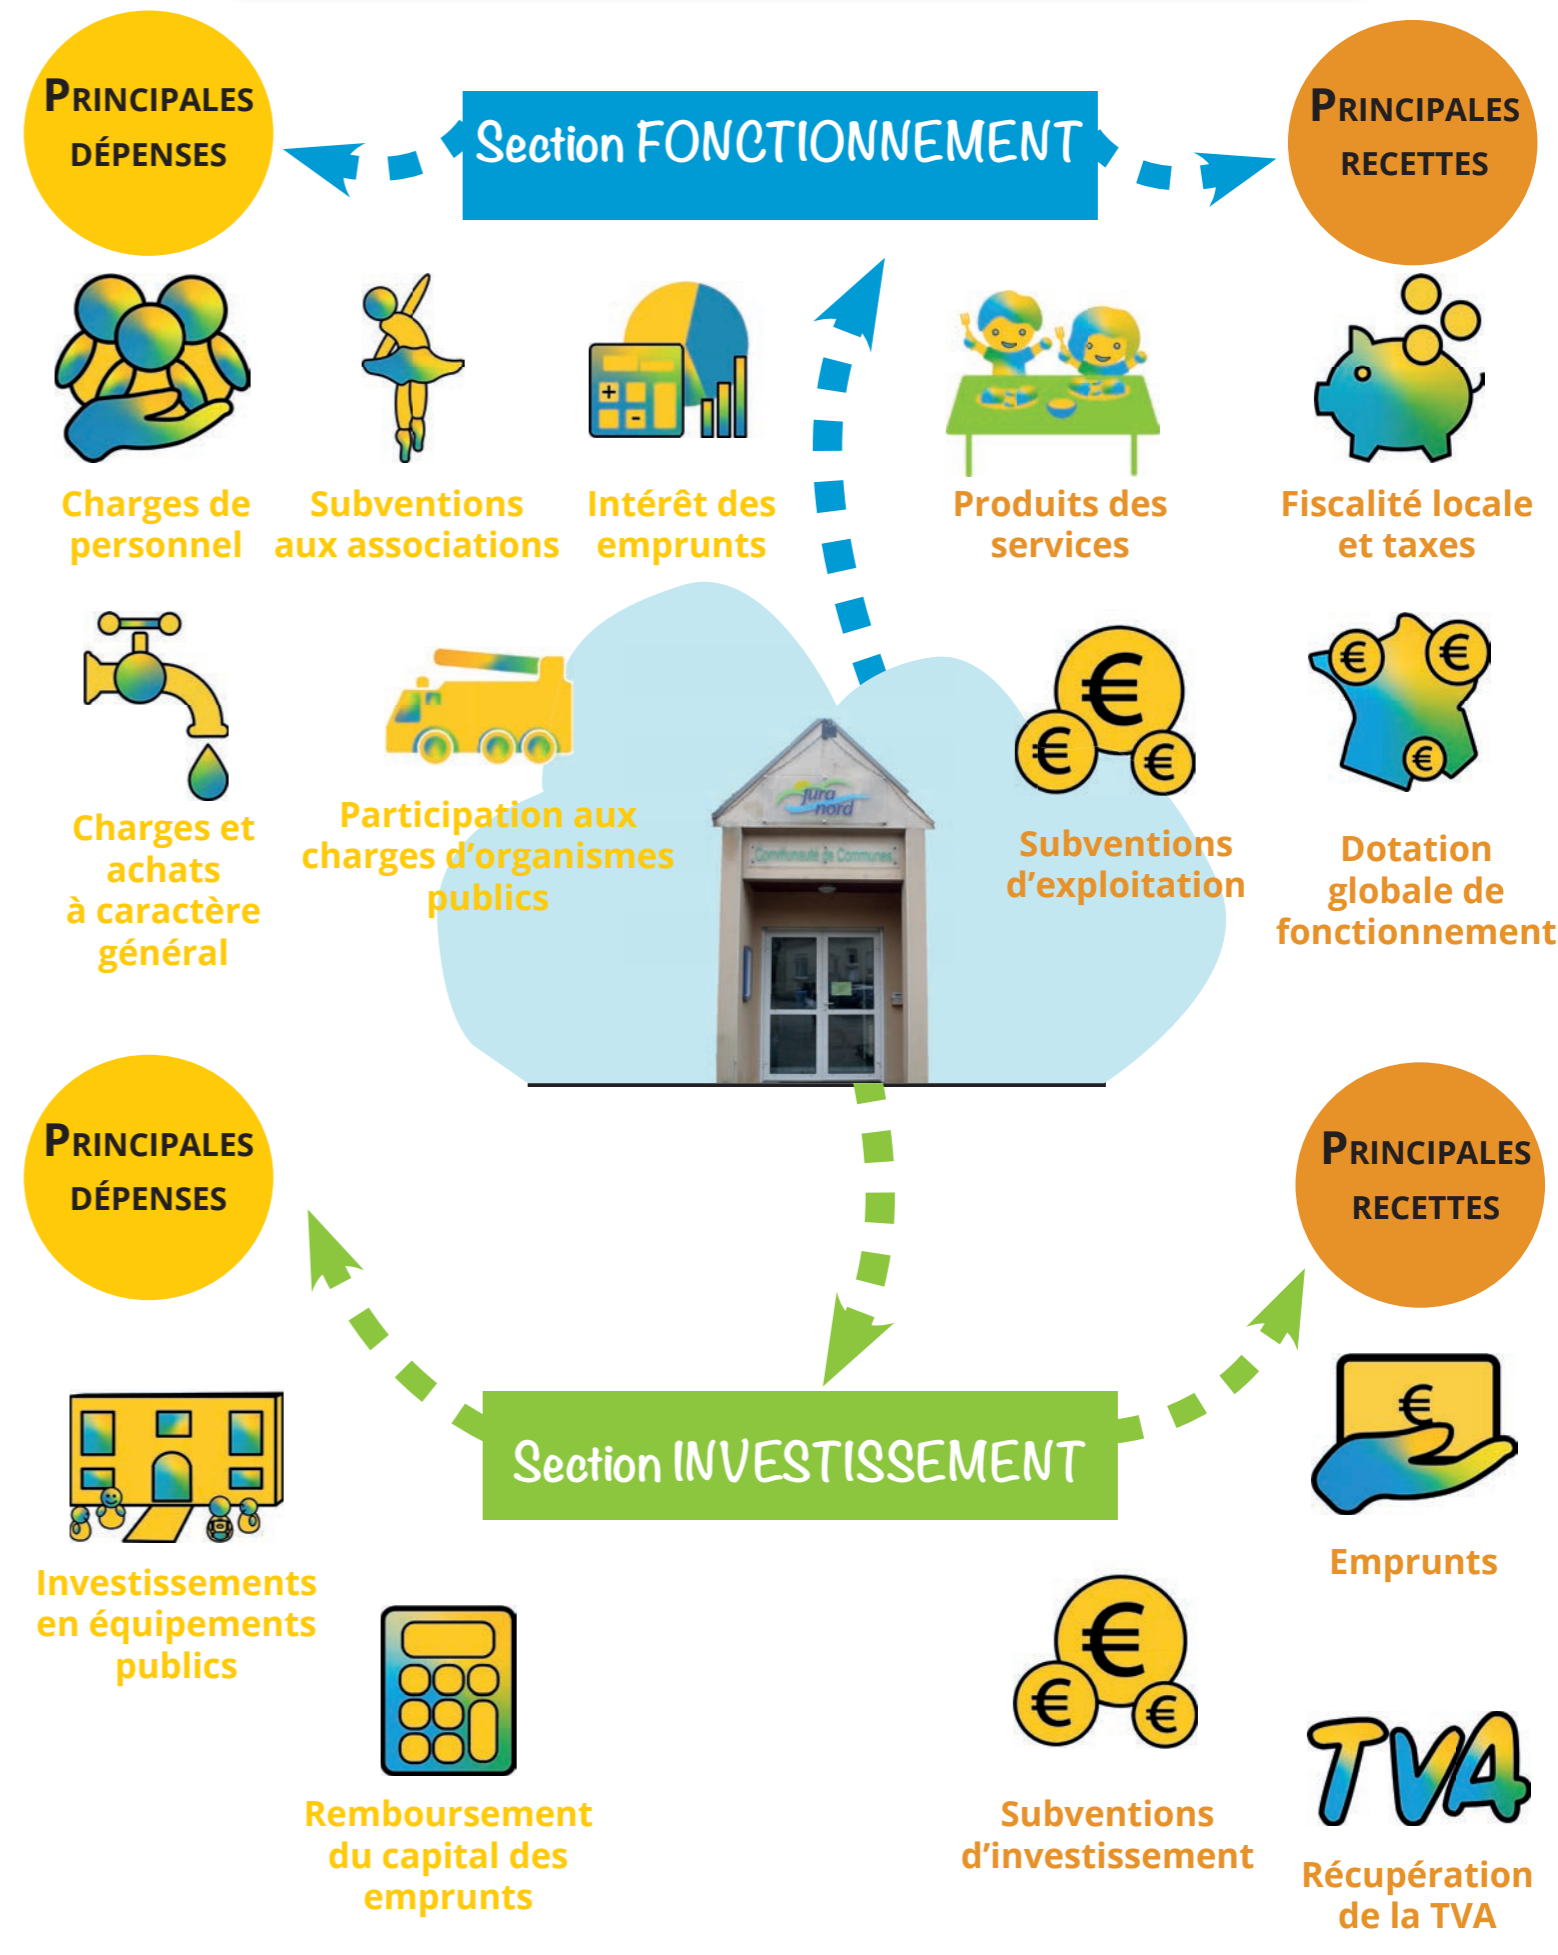 PRINCIPALES
DÉPENSES
Section FONCTIONNEMENT
PRINCIPALES
RECETTES
Charges de
personnel
Subventions
aux associations
Intérêt des
emprunts
Produits des
services
Fiscalité locale
et taxes
Charges et
achats
à caractère
général
Participation aux
charges d’organismes
publics
jura
nord
Communauté de Communes
€
€
€
Subventions
d’exploitation
€
€
€
Dotation
globale de
fonctionnement
PRINCIPALES
DÉPENSES
PRINCIPALES
RECETTES
Section INVESTISSEMENT
Investissements
en équipements
publics
Remboursement
du capital des
emprunts
€
€
€
Subventions
d’investissement
€
Emprunts
TVA
Récupération
de la TVA